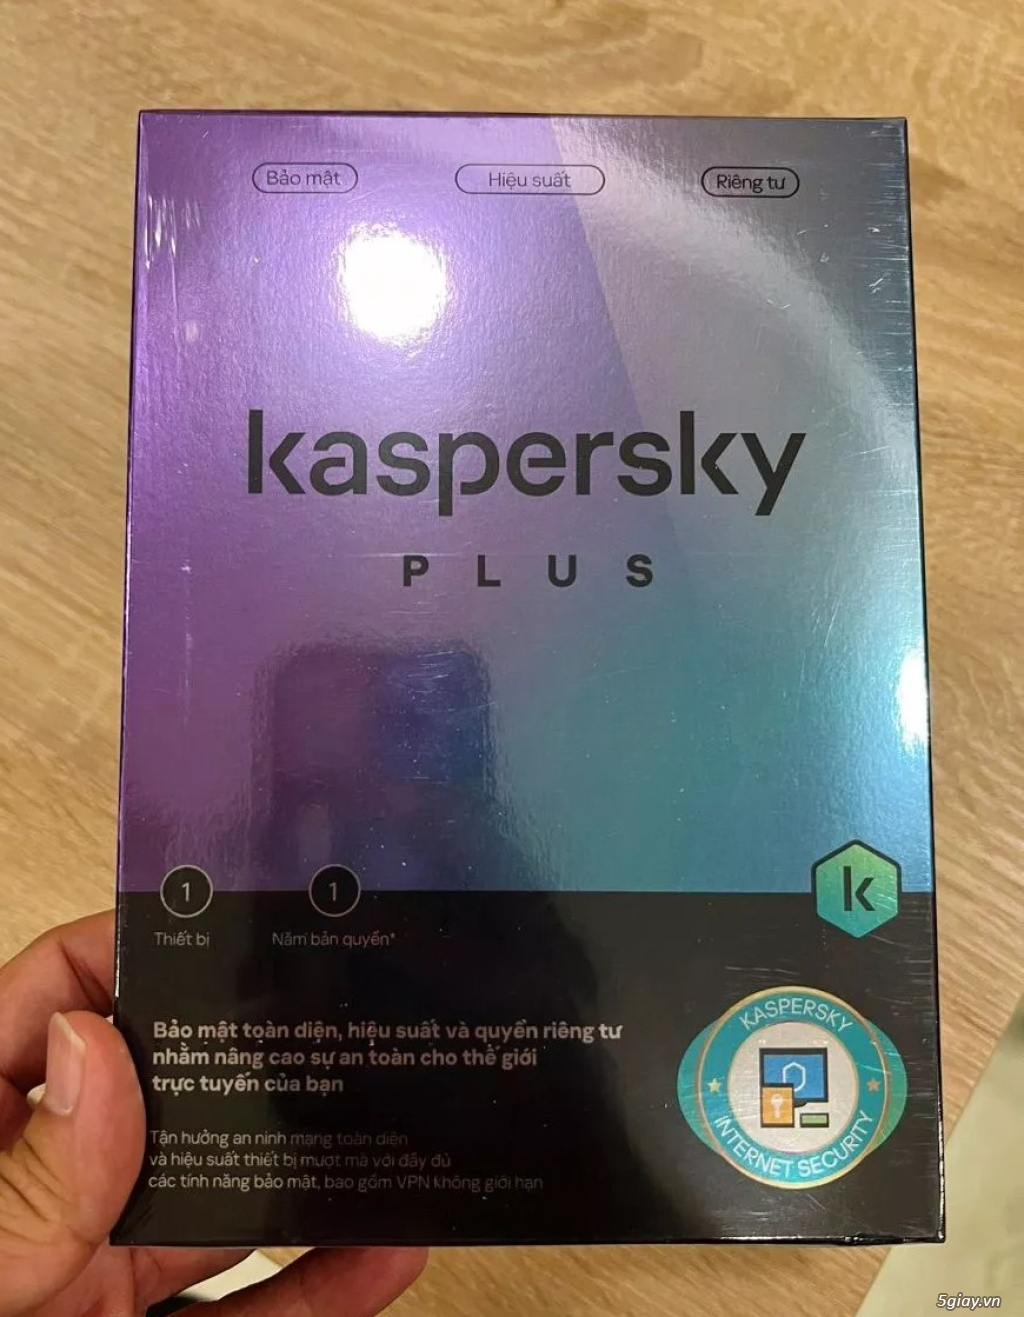 Bảo mật
Hiệu suất
Riêng tư
kaspersky
PLUS
1
1
Thiết bị
Năm bản quyền*
k
Bảo mật toàn diện, hiệu suất và quyền riêng tư
nhằm nâng cao sự an toàn cho thế giới
trực tuyến của bạn
Tận hưởng an ninh mạng toàn diện
và hiệu suất thiết bị mượt mà với đầy đủ
các tính năng bảo mật, bao gồm VPN không giới hạn
KASPERSKY
INTERNET SECURITY
5giay.vn